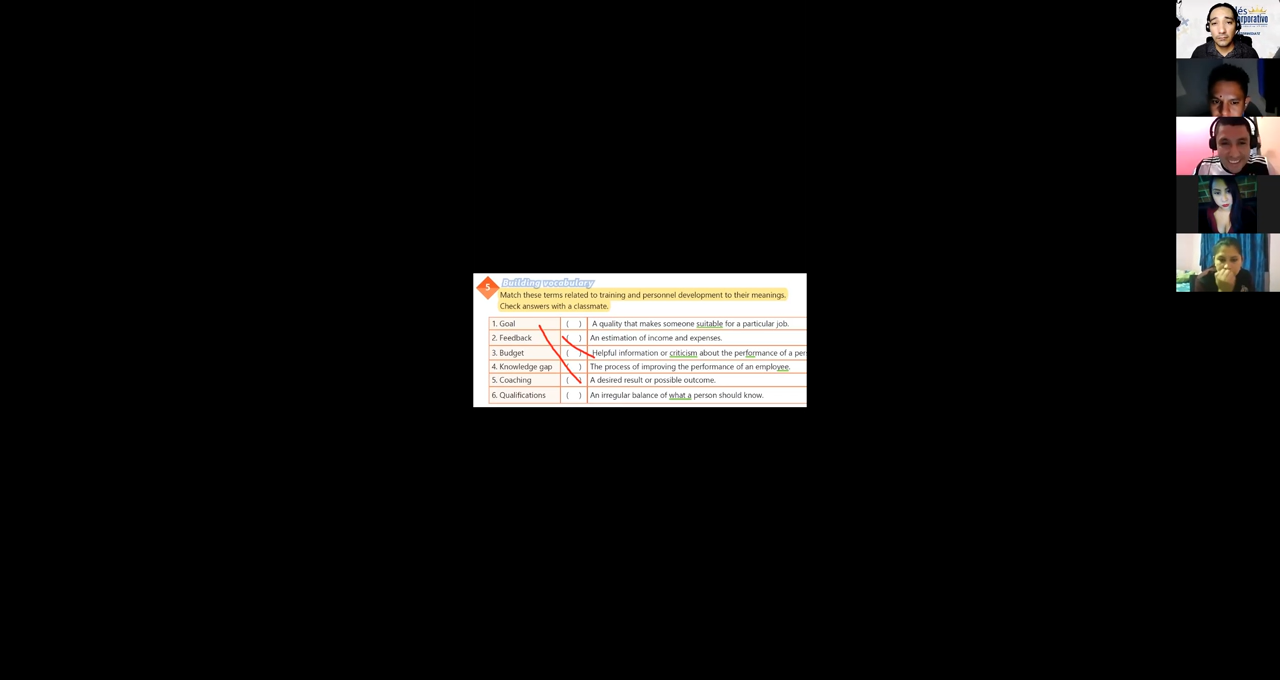 5 Building vocabulary
Match these terms related to training and personnel development to their meanings.
Check answers with a classmate.
1. Goal ( ) A quality that makes someone suitable for a particular job.
2. Feedback ( ) An estimation of income and expenses.
3. Budget ( ) Helpful information or criticism about the performance of a per
4. Knowledge gap ( ) The process of improving the performance of an employee.
5. Coaching ( ) A desired result or possible outcome.
6. Qualifications ( ) An irregular balance of what a person should know.